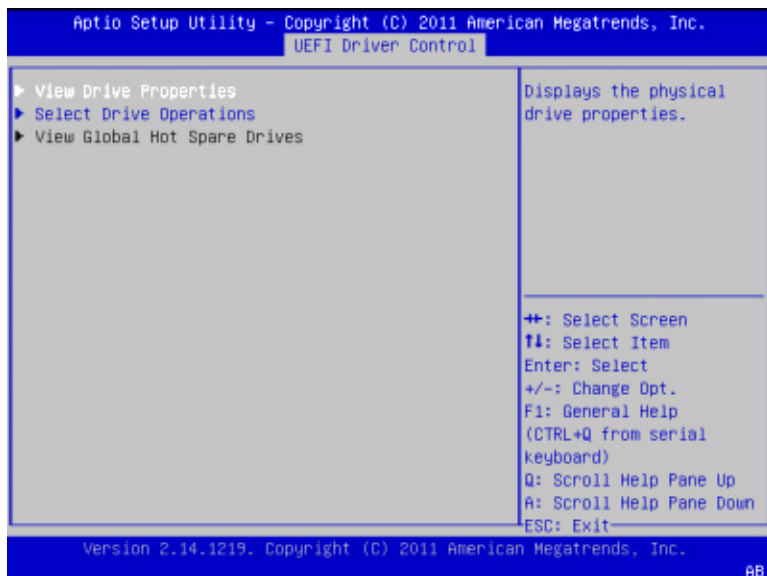 Aptio Setup Utility – Copyright (C) 2011 American Megatrends, Inc.
UEFI Driver Control
View Drive Properties
Select Drive Operations
View Global Hot Spare Drives
Displays the physical
drive properties.
→←: Select Screen
↑↓: Select Item
Enter: Select
+/-: Change Opt.
F1: General Help
(CTRL+Q from serial
keyboard)
Q: Scroll Help Pane Up
A: Scroll Help Pane Down
ESC: Exit
Version 2.14.1219. Copyright (C) 2011 American Megatrends, Inc.
AB